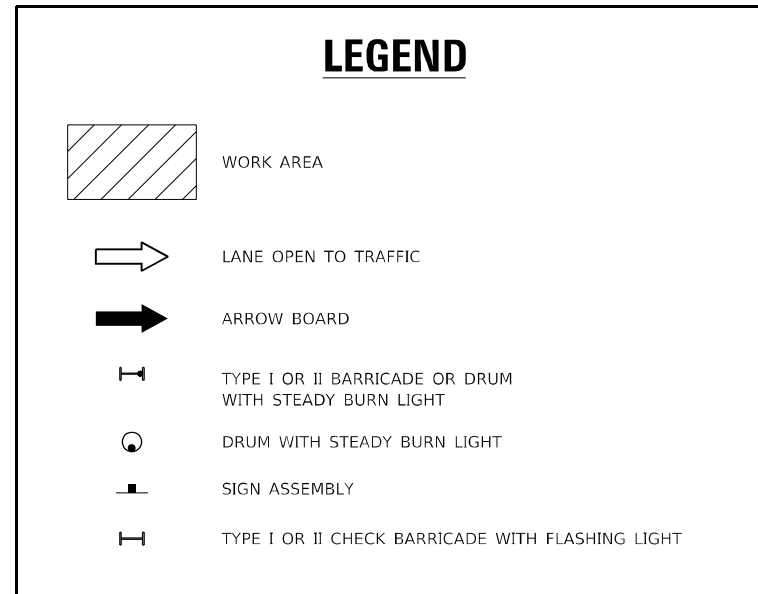 LEGEND
WORK AREA
LANE OPEN TO TRAFFIC
ARROW BOARD
TYPE I OR II BARRICADE OR DRUM
WITH STEADY BURN LIGHT
DRUM WITH STEADY BURN LIGHT
SIGN ASSEMBLY
TYPE I OR II CHECK BARRICADE WITH FLASHING LIGHT